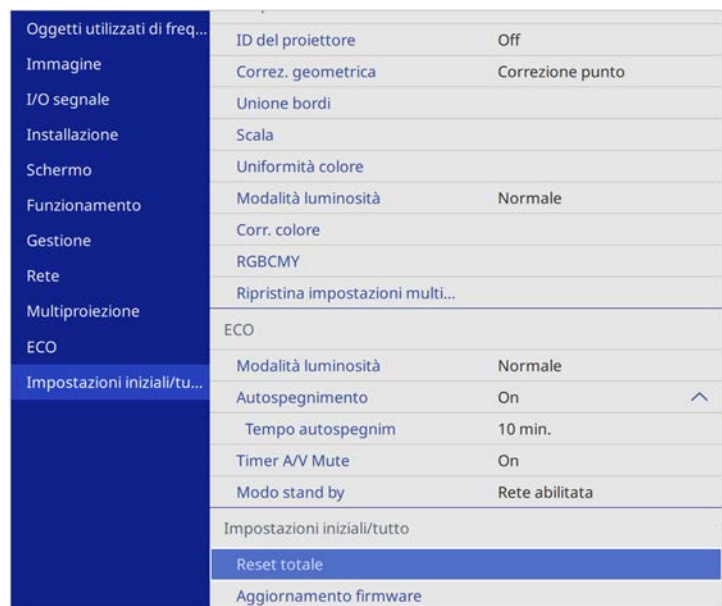 Oggetti utilizzati di freq...
Immagine
I/O segnale
Installazione
Schermo
Funzionamento
Gestione
Rete
Multiproiezione
ECO
Impostazioni iniziali/tu...
ID del proiettore Off
Correz. geometrica Correzione punto
Unione bordi
Scala
Uniformità colore
Modalità luminosità Normale
Corr. colore
RGBCMY
Ripristina impostazioni multi...
ECO
Modalità luminosità Normale
Autospegnimento On
Tempo autospegnim 10 min.
Timer A/V Mute On
Modo stand by Rete abilitata
Impostazioni iniziali/tutto
Reset totale
Aggiornamento firmware